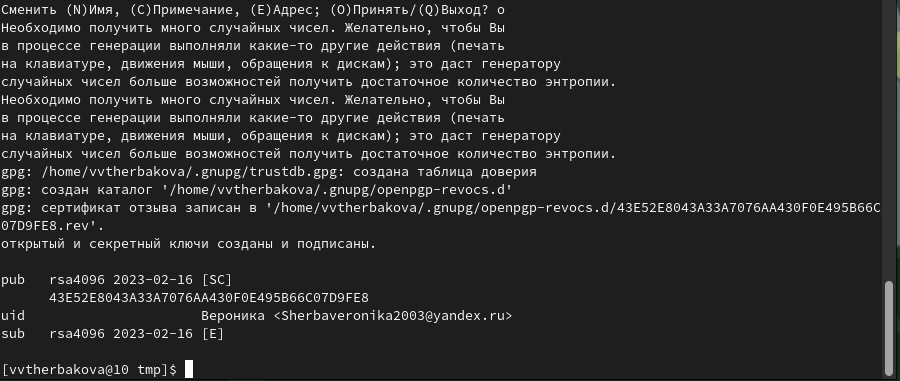 Сменить (N)Имя, (C)Примечание, (E)Адрес; (O)Принять/(Q)Выход? o
Необходимо получить много случайных чисел. Желательно, чтобы Вы
в процессе генерации выполняли какие-то другие действия (печать
на клавиатуре, движения мыши, обращения к дискам); это даст генератору
случайных чисел больше возможностей получить достаточное количество энтропии.
Необходимо получить много случайных чисел. Желательно, чтобы Вы
в процессе генерации выполняли какие-то другие действия (печать
на клавиатуре, движения мыши, обращения к дискам); это даст генератору
случайных чисел больше возможностей получить достаточное количество энтропии.
gpg: /home/vvtherbakova/.gnupg/trustdb.gpg: создана таблица доверия
gpg: создан каталог '/home/vvtherbakova/.gnupg/openpgp-revocs.d'
gpg: сертификат отзыва записан в '/home/vvtherbakova/.gnupg/openpgp-revocs.d/43E52E8043A33A7076AA430F0E495B66C
07D9FE8.rev'.
открытый и секретный ключи созданы и подписаны.
pub   rsa4096 2023-02-16 [SC]
      43E52E8043A33A7076AA430F0E495B66C07D9FE8
uid                      Вероника <Sherbaveronika2003@yandex.ru>
sub   rsa4096 2023-02-16 [E]
[vvtherbakova@10 tmp]$